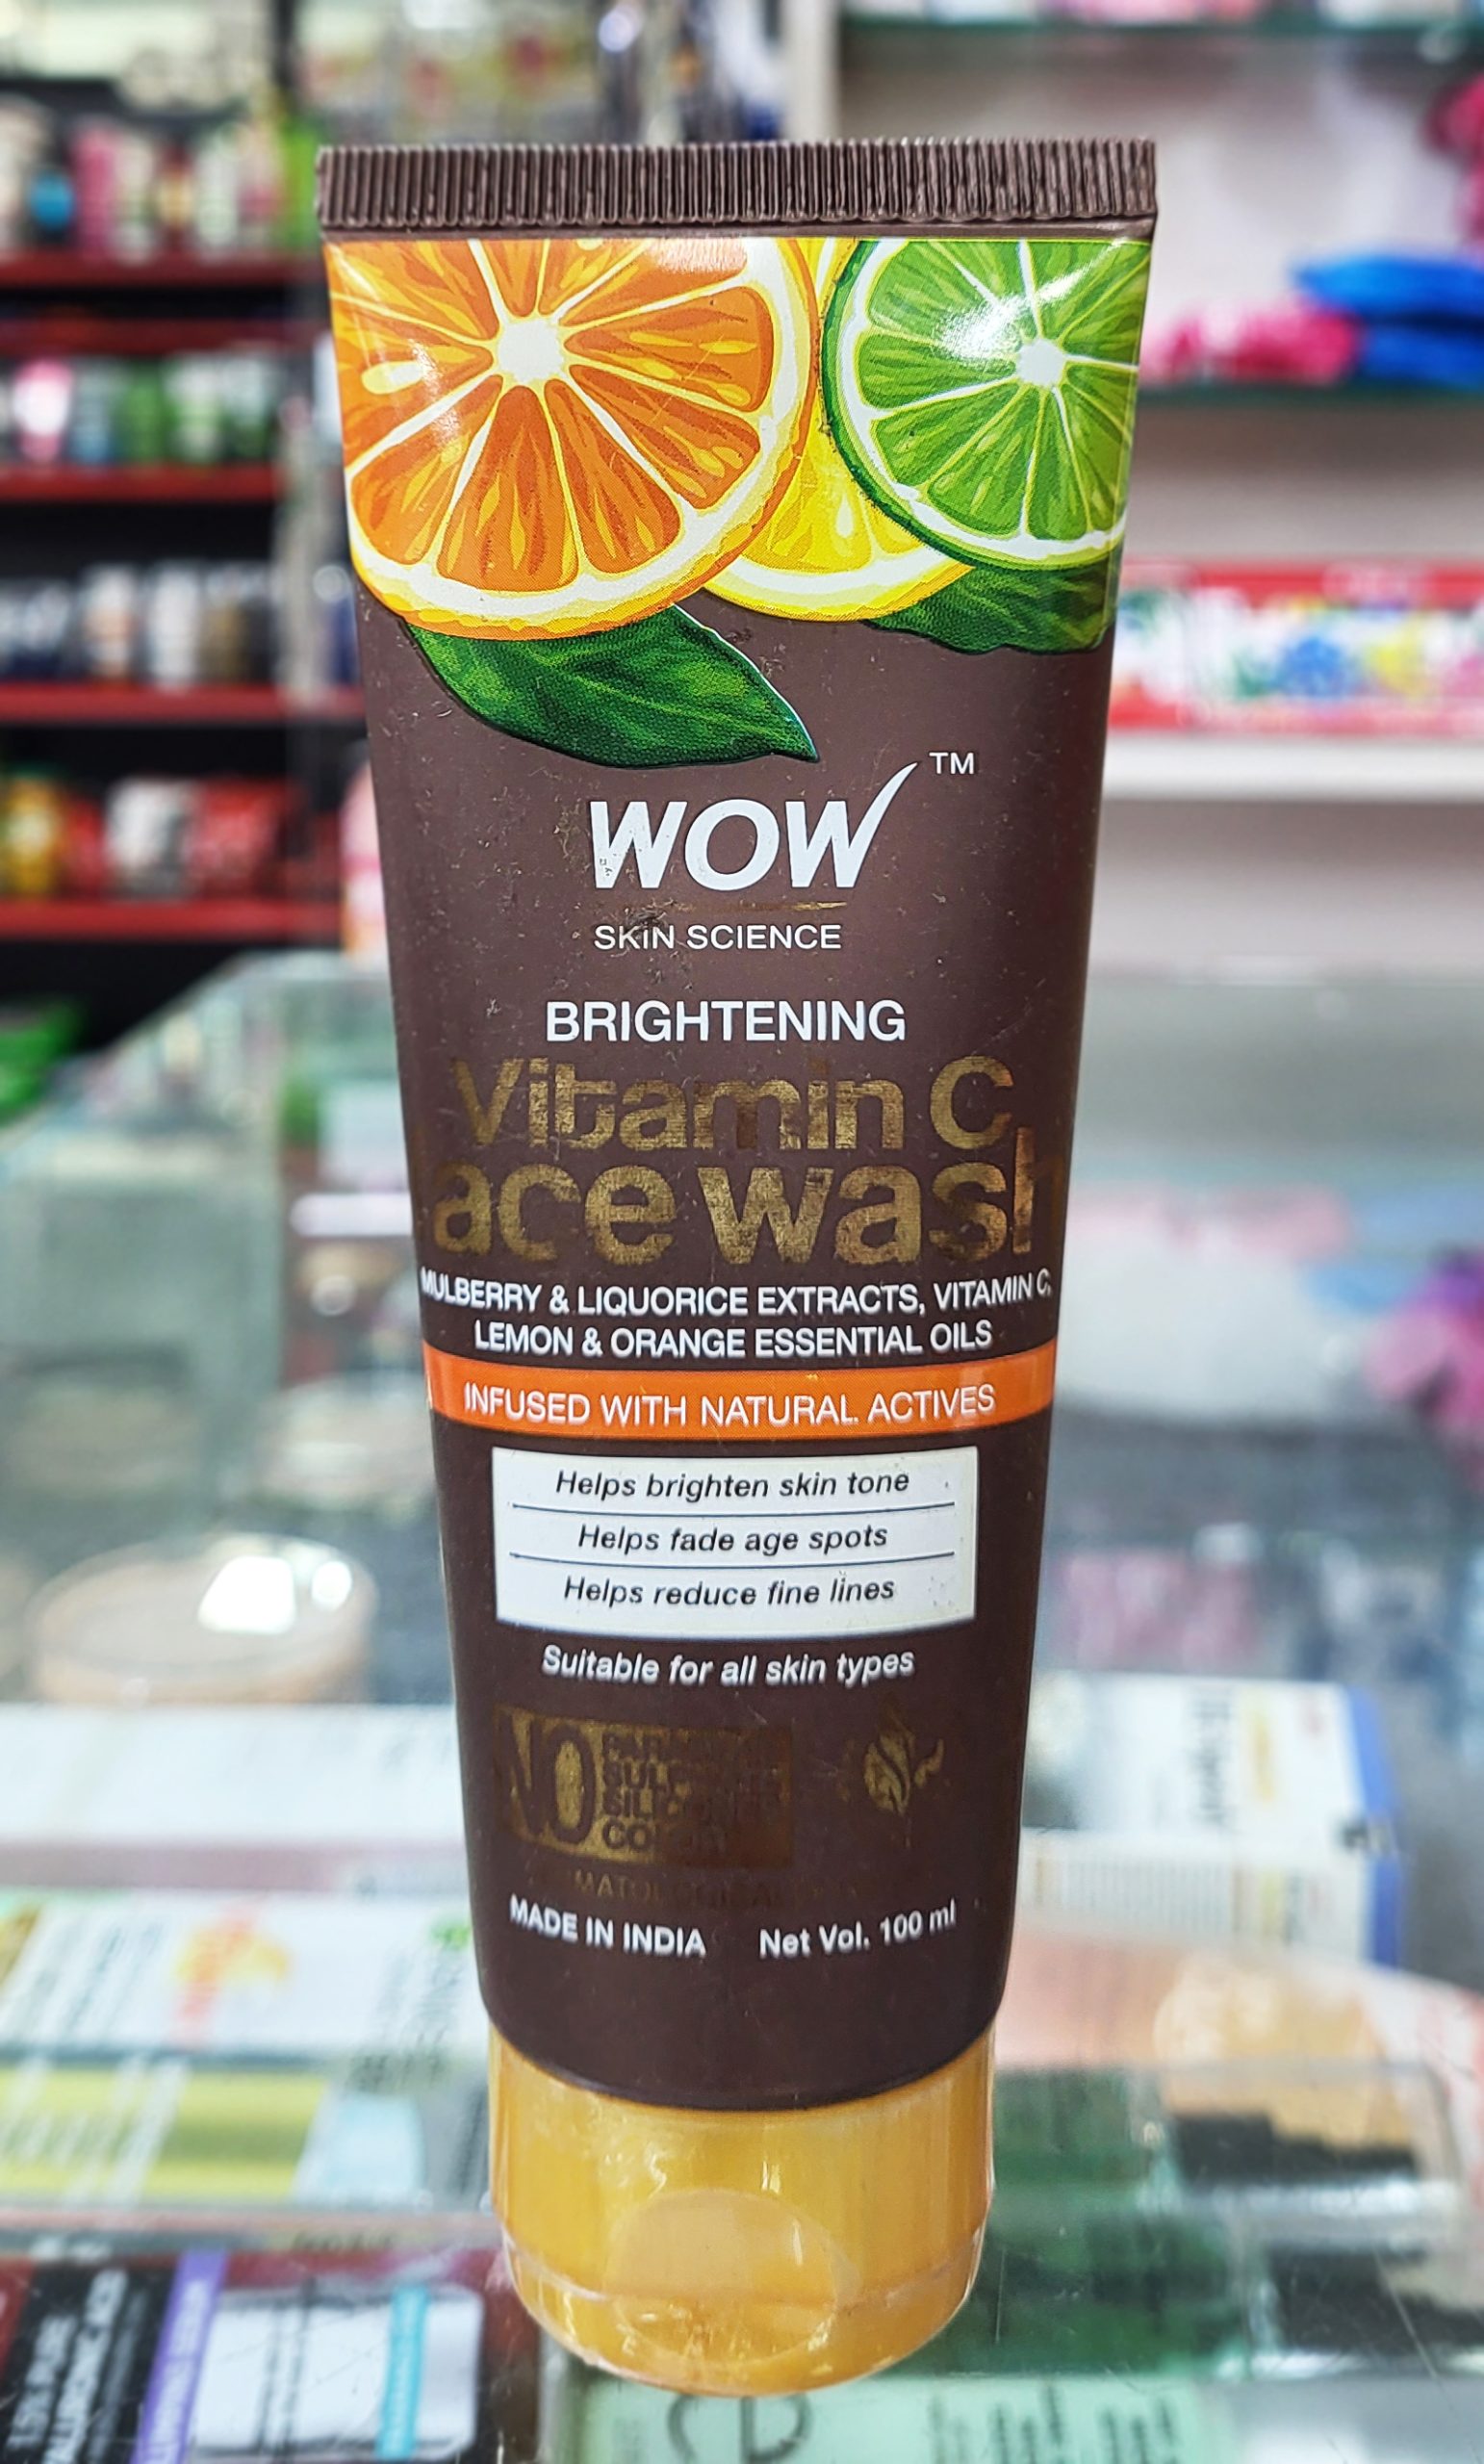 WOW™
SKIN SCIENCE
BRIGHTENING
Vitamin C
ace wash
MULBERRY & LIQUORICE EXTRACTS, VITAMIN C,
LEMON & ORANGE ESSENTIAL OILS
INFUSED WITH NATURAL ACTIVES
Helps brighten skin tone
Helps fade age spots
Helps reduce fine lines
Suitable for all skin types
NO
MADE IN INDIA Net Vol. 100 ml